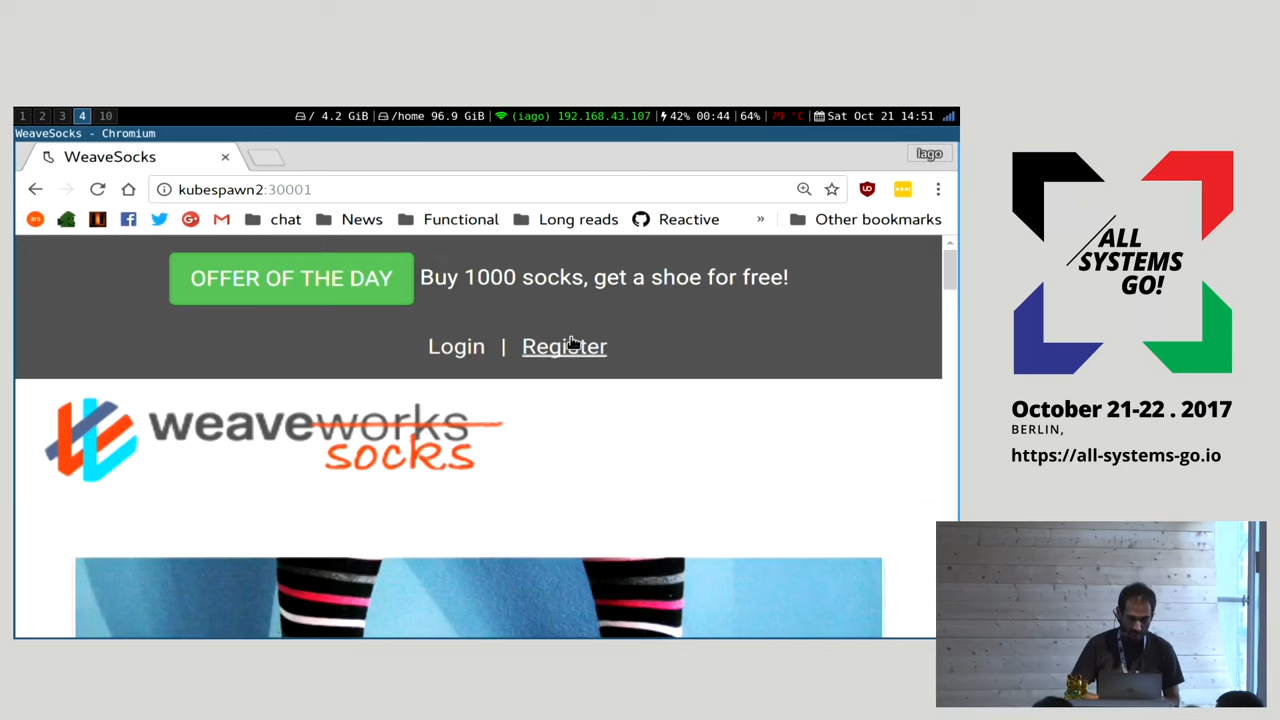 1 2 3 4 10
/ 4.2 GiB | /home 96.9 GiB | (iago) 192.168.43.107 | 42% 00:44 | 64% | 79 °C | Sat Oct 21 14:51
WeaveSocks - Chromium
WeaveSocks
Iago
kubespawn2:30001
chat News Functional Long reads Reactive » Other bookmarks
OFFER OF THE DAY Buy 1000 socks, get a shoe for free!
Login | Register
weaveworks
socks
ALL
SYSTEMS
GO!
October 21-22 . 2017
BERLIN,
https://all-systems-go.io